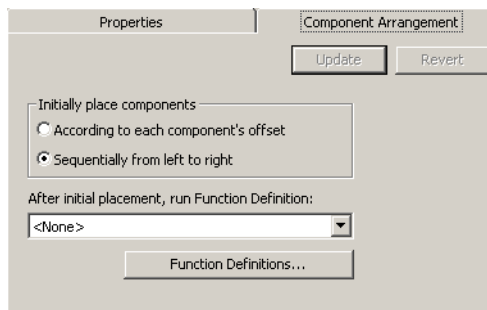 Properties
Component Arrangement
Update
Revert
Initially place components
According to each component's offset
Sequentially from left to right
After initial placement, run Function Definition:
<None>
Function Definitions...